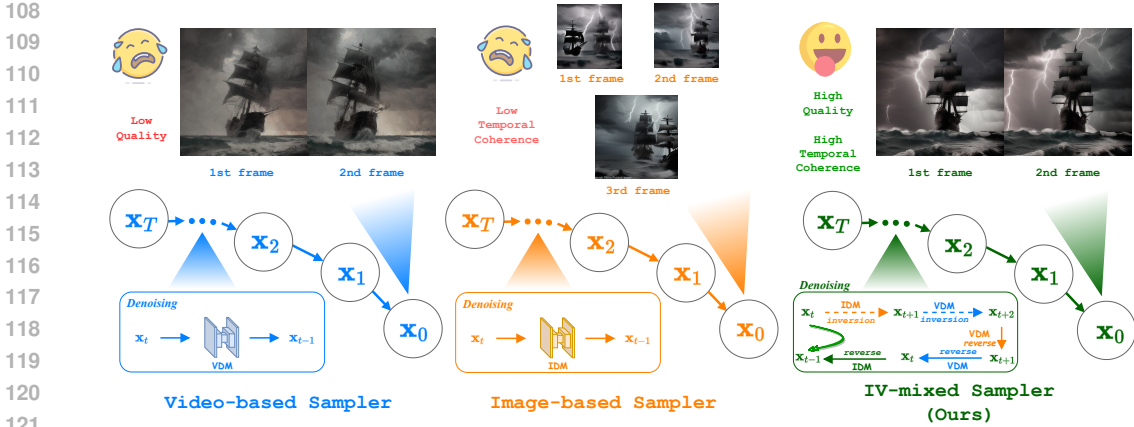 108
109
110
111
112
113
114
115
116
117
118
119
120
121
Low
Quality
1st frame 2nd frame
x_T
x_2
x_1
x_0
Denoising
x_t
VDM
x_{t-1}
Video-based Sampler
Low
Temporal
Coherence
1st frame 2nd frame
3rd frame
x_T
x_2
x_1
x_0
Denoising
x_t
IDM
x_{t-1}
Image-based Sampler
High
Quality
High
Temporal
Coherence
1st frame 2nd frame
x_T
x_2
x_1
x_0
Denoising
x_t IDM inversion x_{t+1} VDM inversion x_{t+2}
VDM
reverse
x_{t-1} reverse IDM x_t reverse VDM x_{t+1}
IV-mixed Sampler
(Ours)